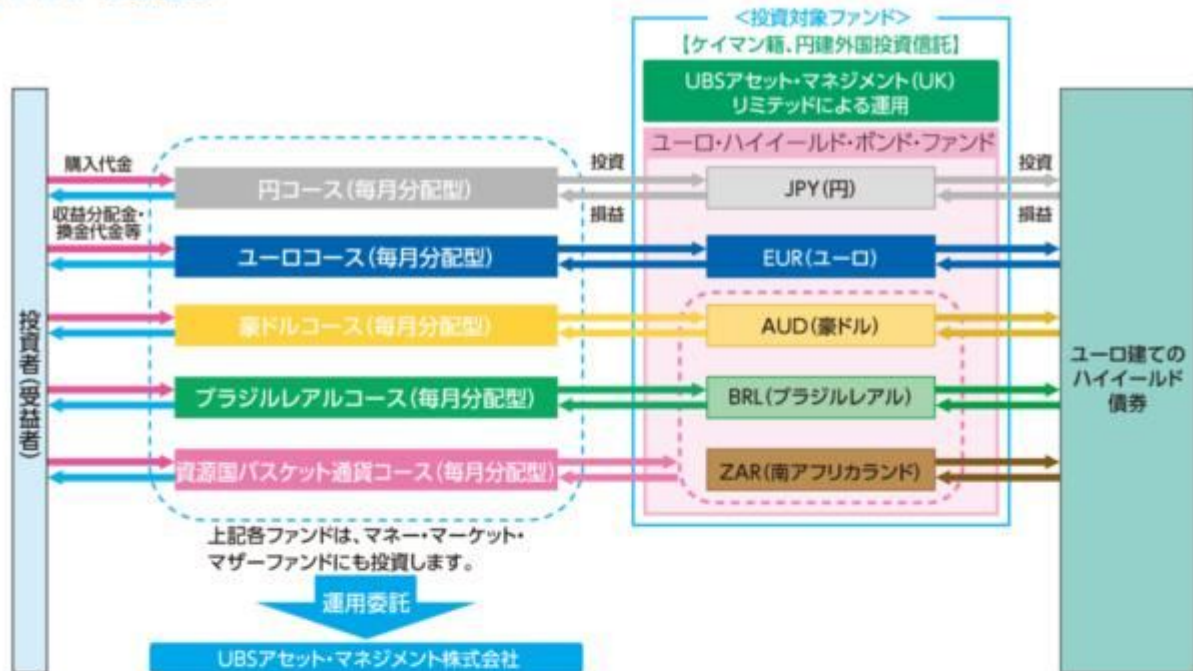 <投資対象ファンド>
【ケイマン籍、円建外国投資信託】
UBSアセット・マネジメント(UK)
リミテッドによる運用
ユーロ・ハイイールド・ボンド・ファンド
購入代金
収益分配金・
換金代金等
投資
損益
投資
損益
円コース(毎月分配型)
JPY(円)
ユーロコース(毎月分配型)
EUR(ユーロ)
豪ドルコース(毎月分配型)
AUD(豪ドル)
ブラジルレアルコース(毎月分配型)
BRL(ブラジルレアル)
資源国バスケット通貨コース(毎月分配型)
ZAR(南アフリカランド)
投資者(受益者)
ユーロ建ての
ハイイールド
債券
上記各ファンドは、マネー・マーケット・
マザーファンドにも投資します。
運用委託
UBSアセット・マネジメント株式会社